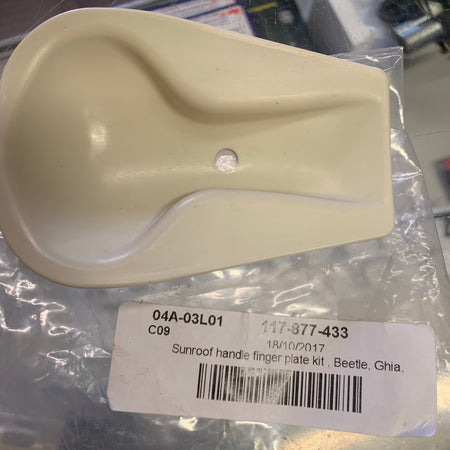 04A-03L01 117-877-433
C09 18/10/2017
Sunroof handle finger plate kit , Beetle, Ghia,